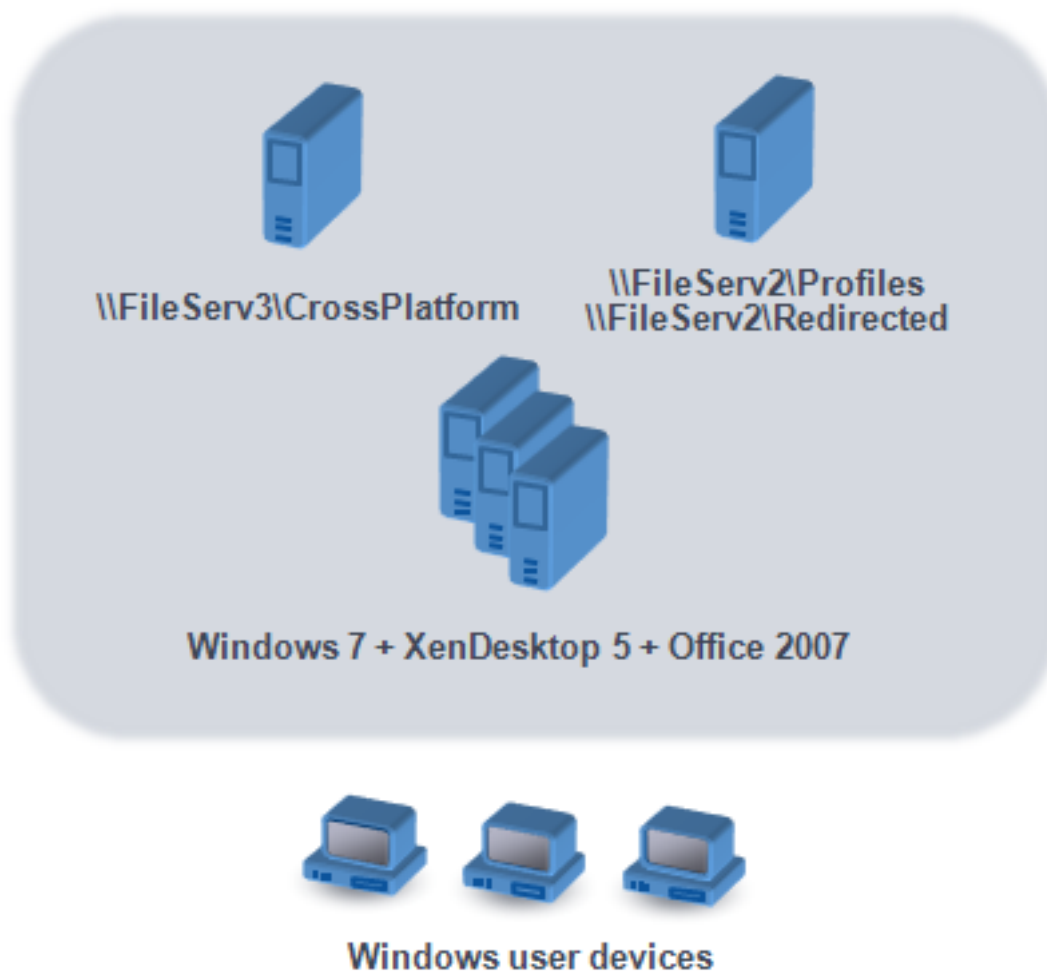 \\FileServ3\CrossPlatform
\\FileServ2\Profiles
\\FileServ2\Redirected
Windows 7 + XenDesktop 5 + Office 2007
Windows user devices